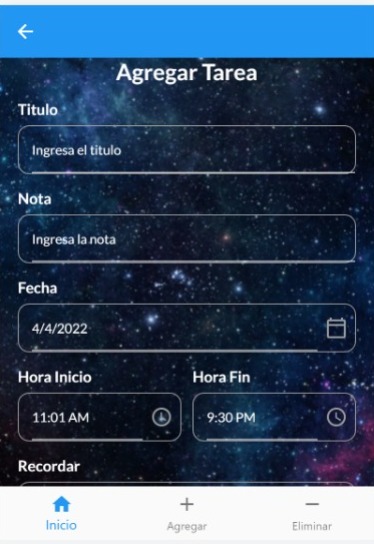 Agregar Tarea
Titulo
Ingresa el titulo
Nota
Ingresa la nota
Fecha
4/4/2022
Hora Inicio Hora Fin
11:01 AM 9:30 PM
Recordar
Inicio Agregar Eliminar